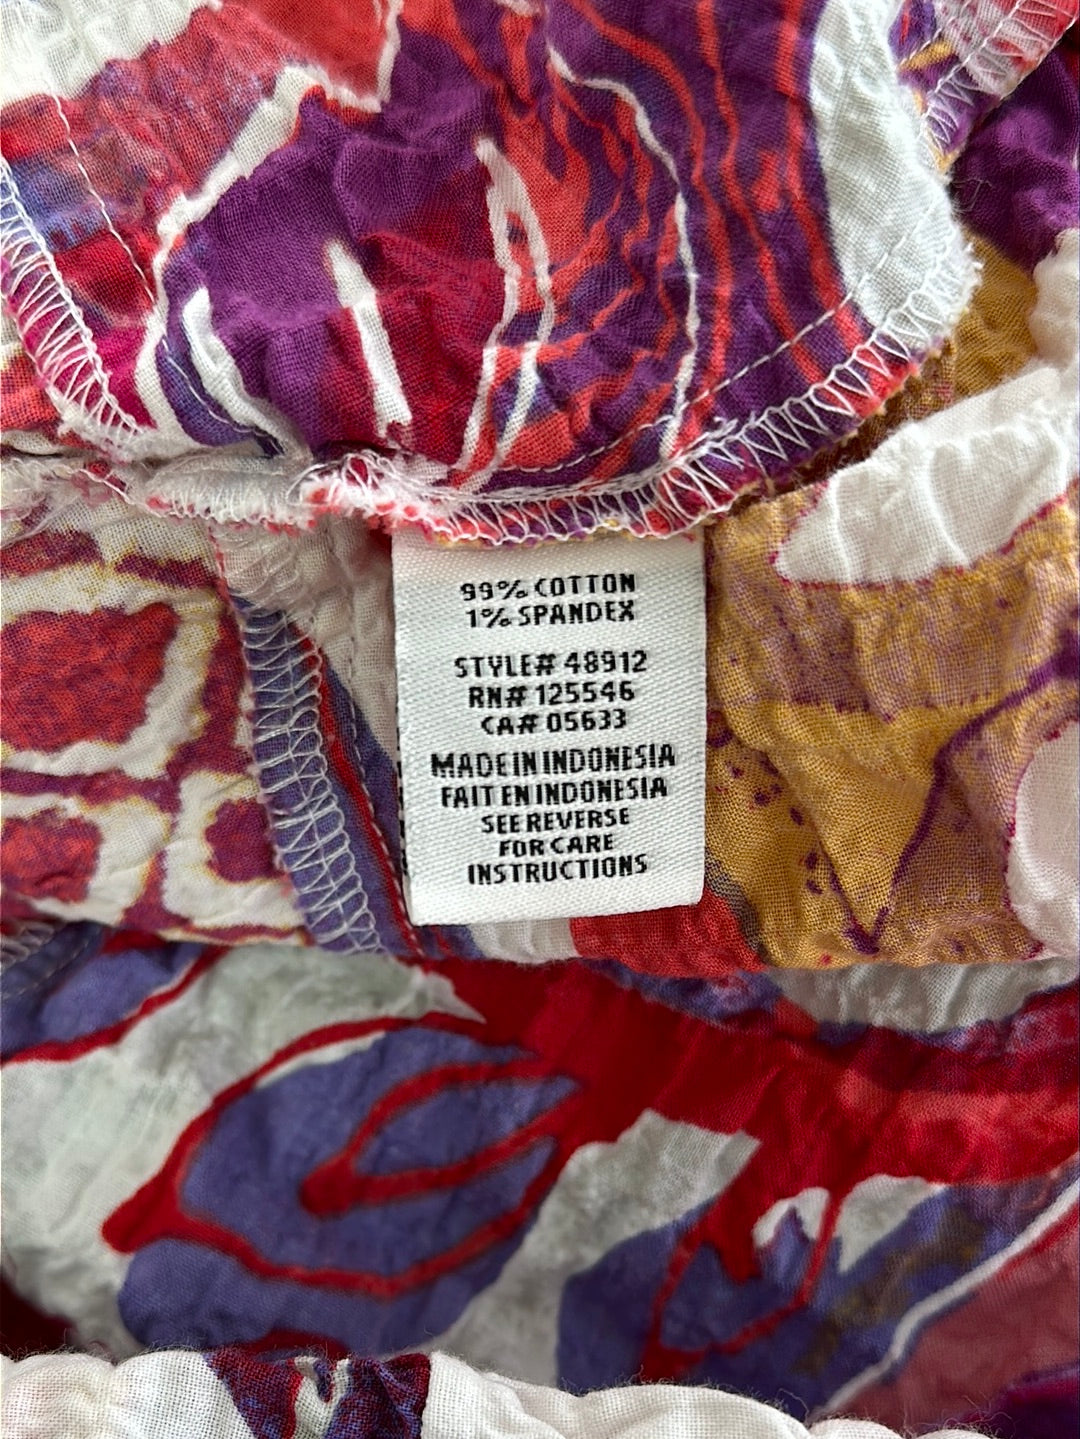 99% COTTON
1% SPANDEX
STYLE# 48912
RN# 125546
CA# 05633
MADE IN INDONESIA
FAIT EN INDONESIA
SEE REVERSE
FOR CARE
INSTRUCTIONS